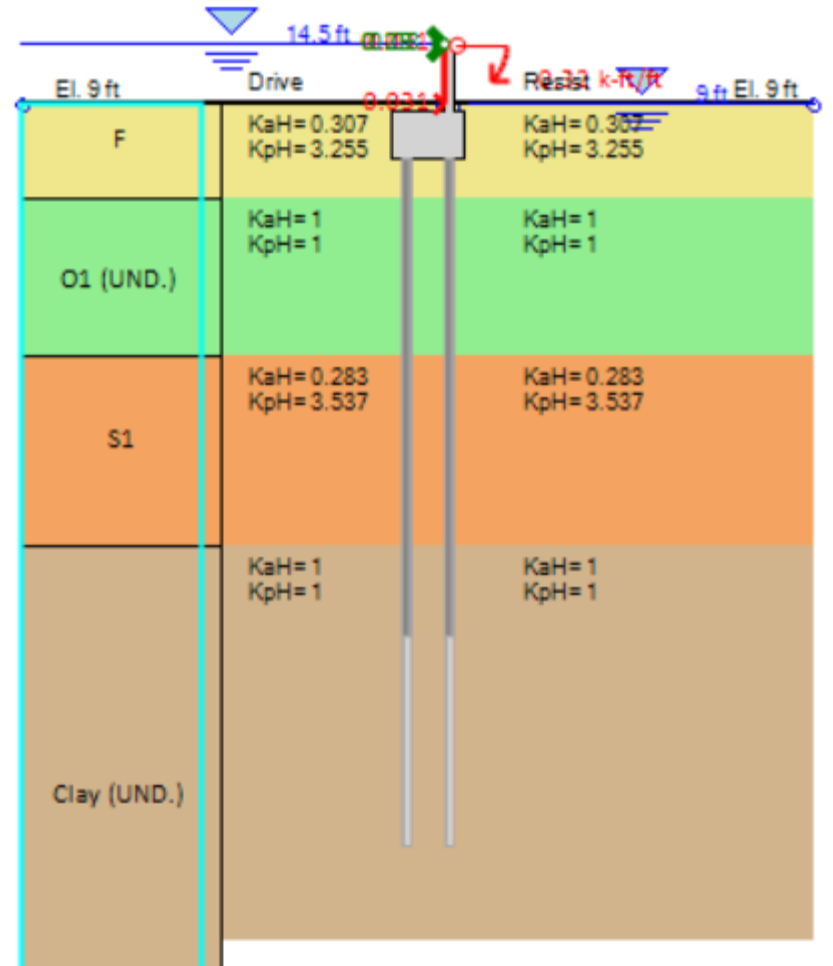 14.5 ft
El. 9 ft
Drive
Resist
k-ft/ft
9 ft El. 9 ft
0.031
F
KaH= 0.307
KpH= 3.255
KaH= 0.307
KpH= 3.255
O1 (UND.)
KaH= 1
KpH= 1
KaH= 1
KpH= 1
S1
KaH= 0.283
KpH= 3.537
KaH= 0.283
KpH= 3.537
Clay (UND.)
KaH= 1
KpH= 1
KaH= 1
KpH= 1